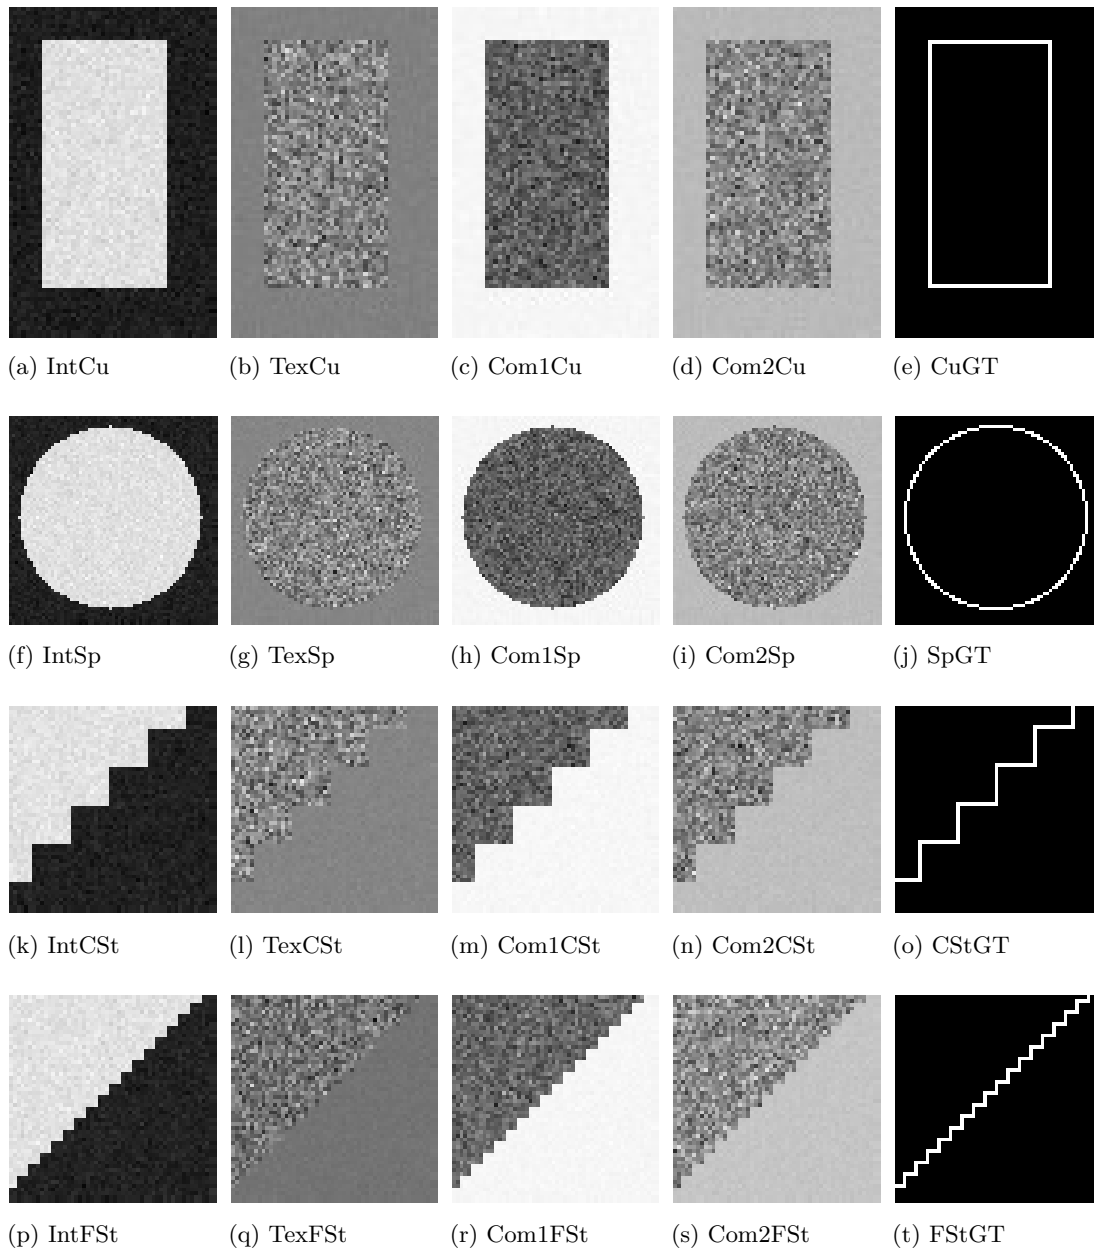 (a) IntCu (b) TexCu (c) Com1Cu (d) Com2Cu (e) CuGT
(f) IntSp (g) TexSp (h) Com1Sp (i) Com2Sp (j) SpGT
(k) IntCSt (l) TexCSt (m) Com1CSt (n) Com2CSt (o) CStGT
(p) IntFSt (q) TexFSt (r) Com1FSt (s) Com2FSt (t) FStGT